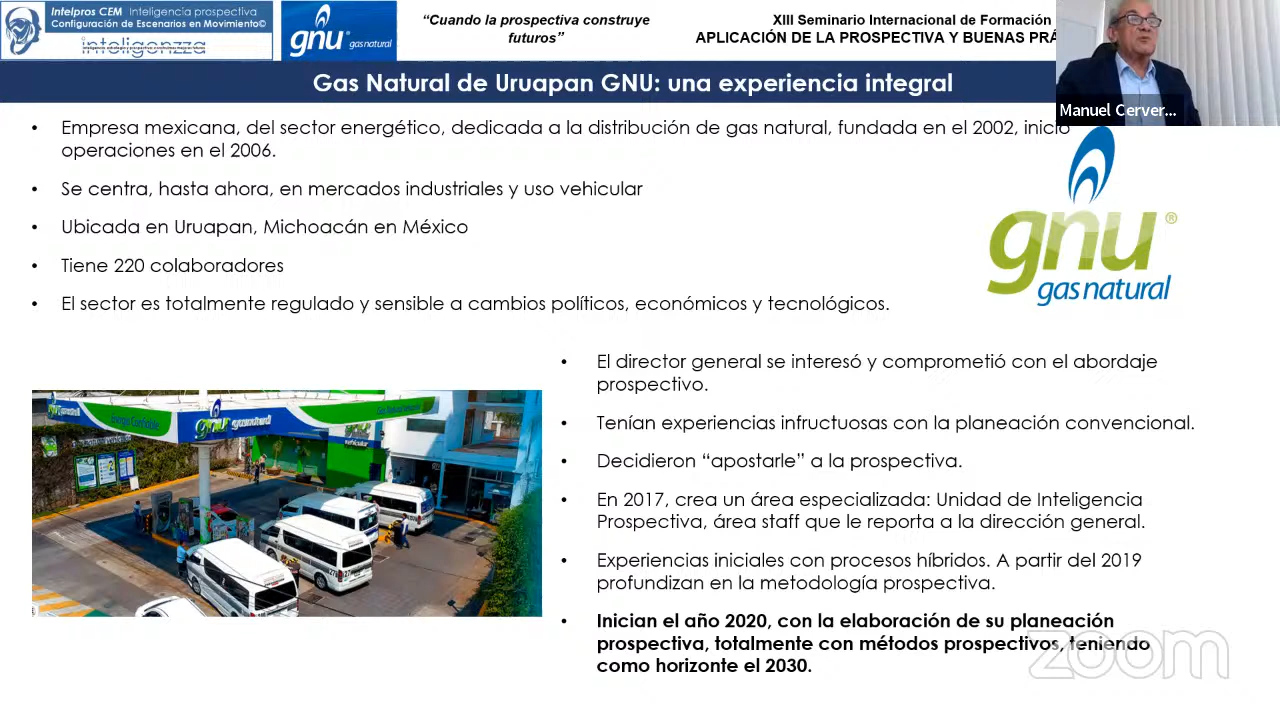 Intelpros CEM Inteligencia prospectiva
Configuración de Escenarios en Movimiento©
inteligenzza
gnu gas natural
“Cuando la prospectiva construye
futuros”
XIII Seminario Internacional de Formación
APLICACIÓN DE LA PROSPECTIVA Y BUENAS PRÁ
Manuel Cerver...
Gas Natural de Uruapan GNU: una experiencia integral
• Empresa mexicana, del sector energético, dedicada a la distribución de gas natural, fundada en el 2002, inició
operaciones en el 2006.
• Se centra, hasta ahora, en mercados industriales y uso vehicular
• Ubicada en Uruapan, Michoacán en México
• Tiene 220 colaboradores
• El sector es totalmente regulado y sensible a cambios políticos, económicos y tecnológicos.
gnu®
gas natural
• El director general se interesó y comprometió con el abordaje
prospectivo.
• Tenían experiencias infructuosas con la planeación convencional.
• Decidieron “apostarle” a la prospectiva.
• En 2017, crea un área especializada: Unidad de Inteligencia
Prospectiva, área staff que le reporta a la dirección general.
• Experiencias iniciales con procesos híbridos. A partir del 2019
profundizan en la metodología prospectiva.
• Inician el año 2020, con la elaboración de su planeación
prospectiva, totalmente con métodos prospectivos, teniendo
como horizonte el 2030.
gnu gas natural
zoom